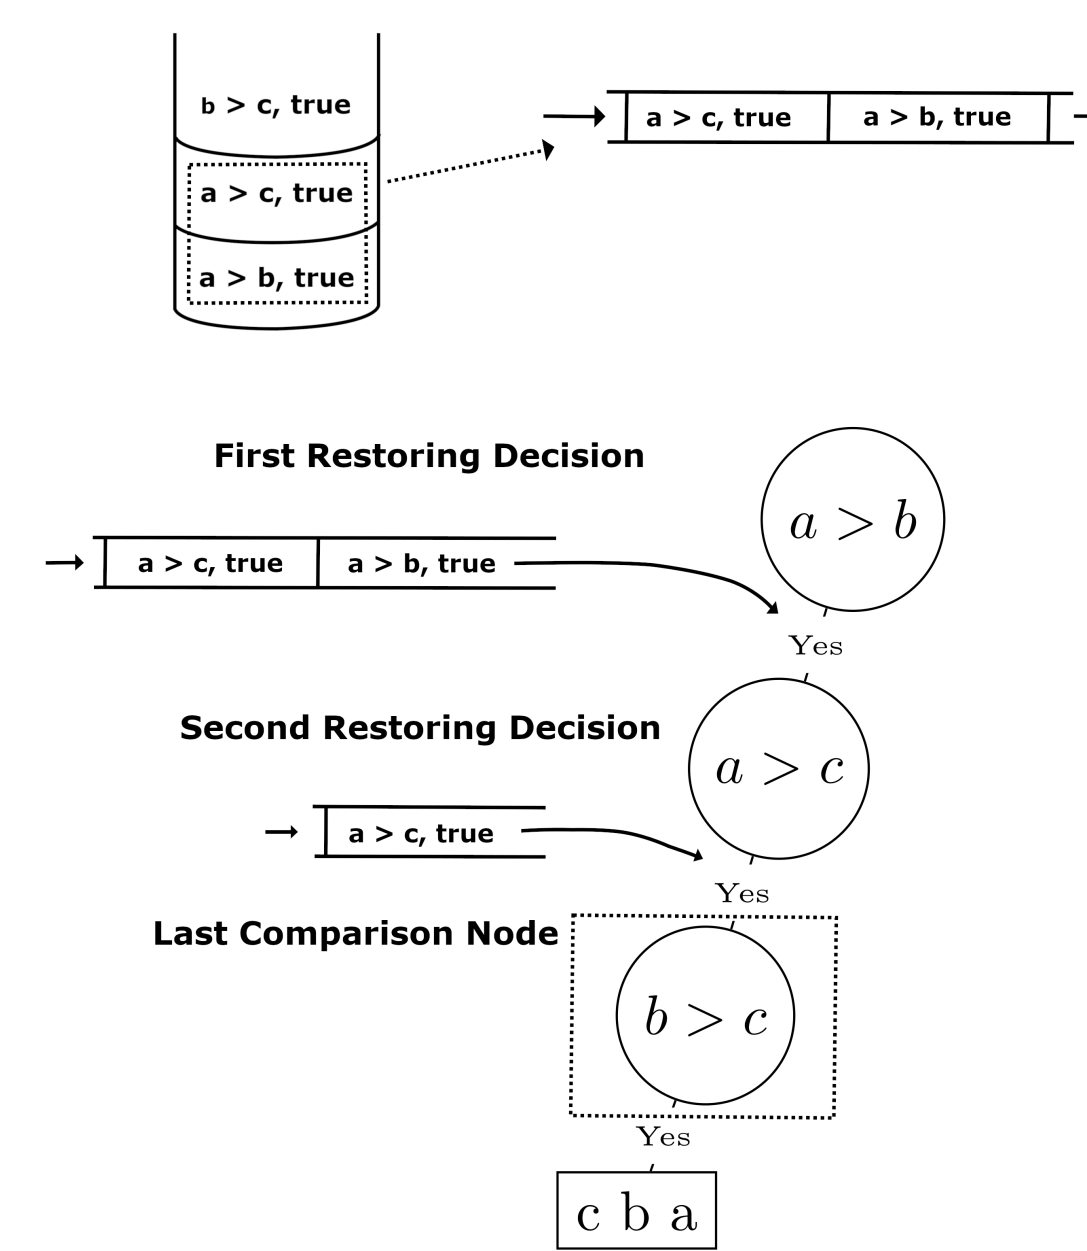 b > c, true
a > c, true
a > b, true
a > c, true a > b, true
First Restoring Decision
a > b
a > c, true a > b, true
Yes
Second Restoring Decision
a > c
a > c, true
Yes
Last Comparison Node
b > c
Yes
c b a